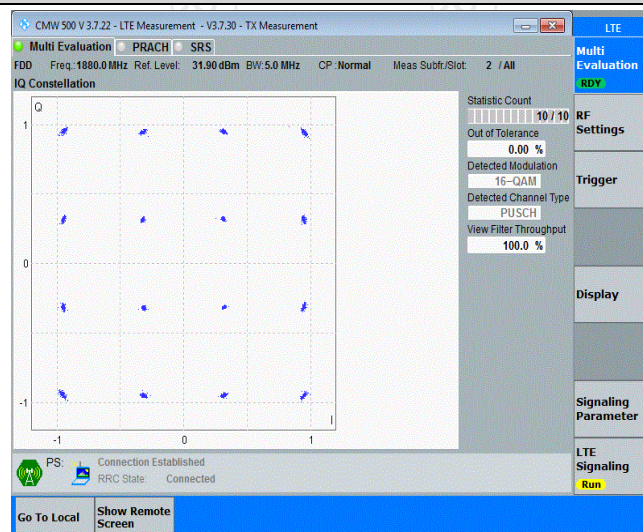 CMW 500 V 3.7.22 - LTE Measurement - V3.7.30 - TX Measurement
LTE
Multi Evaluation PRACH SRS
Multi
Evaluation
RDY
FDD Freq.:1880.0MHz Ref. Level: 31.90 dBm BW:5.0 MHz CP :Normal Meas Subfr./Slot: 2 / All
IQ Constellation
Q
1
0
-1
I
-1
0
1
Statistic Count
10 / 10
Out of Tolerance
0.00 %
Detected Modulation
16-QAM
Detected Channel Type
PUSCH
View Filter Throughput
100.0 %
RF
Settings
Trigger
Display
Signaling
Parameter
LTE
Signaling
Run
PS: Connection Established
RRC State: Connected
Go To Local
Show Remote
Screen